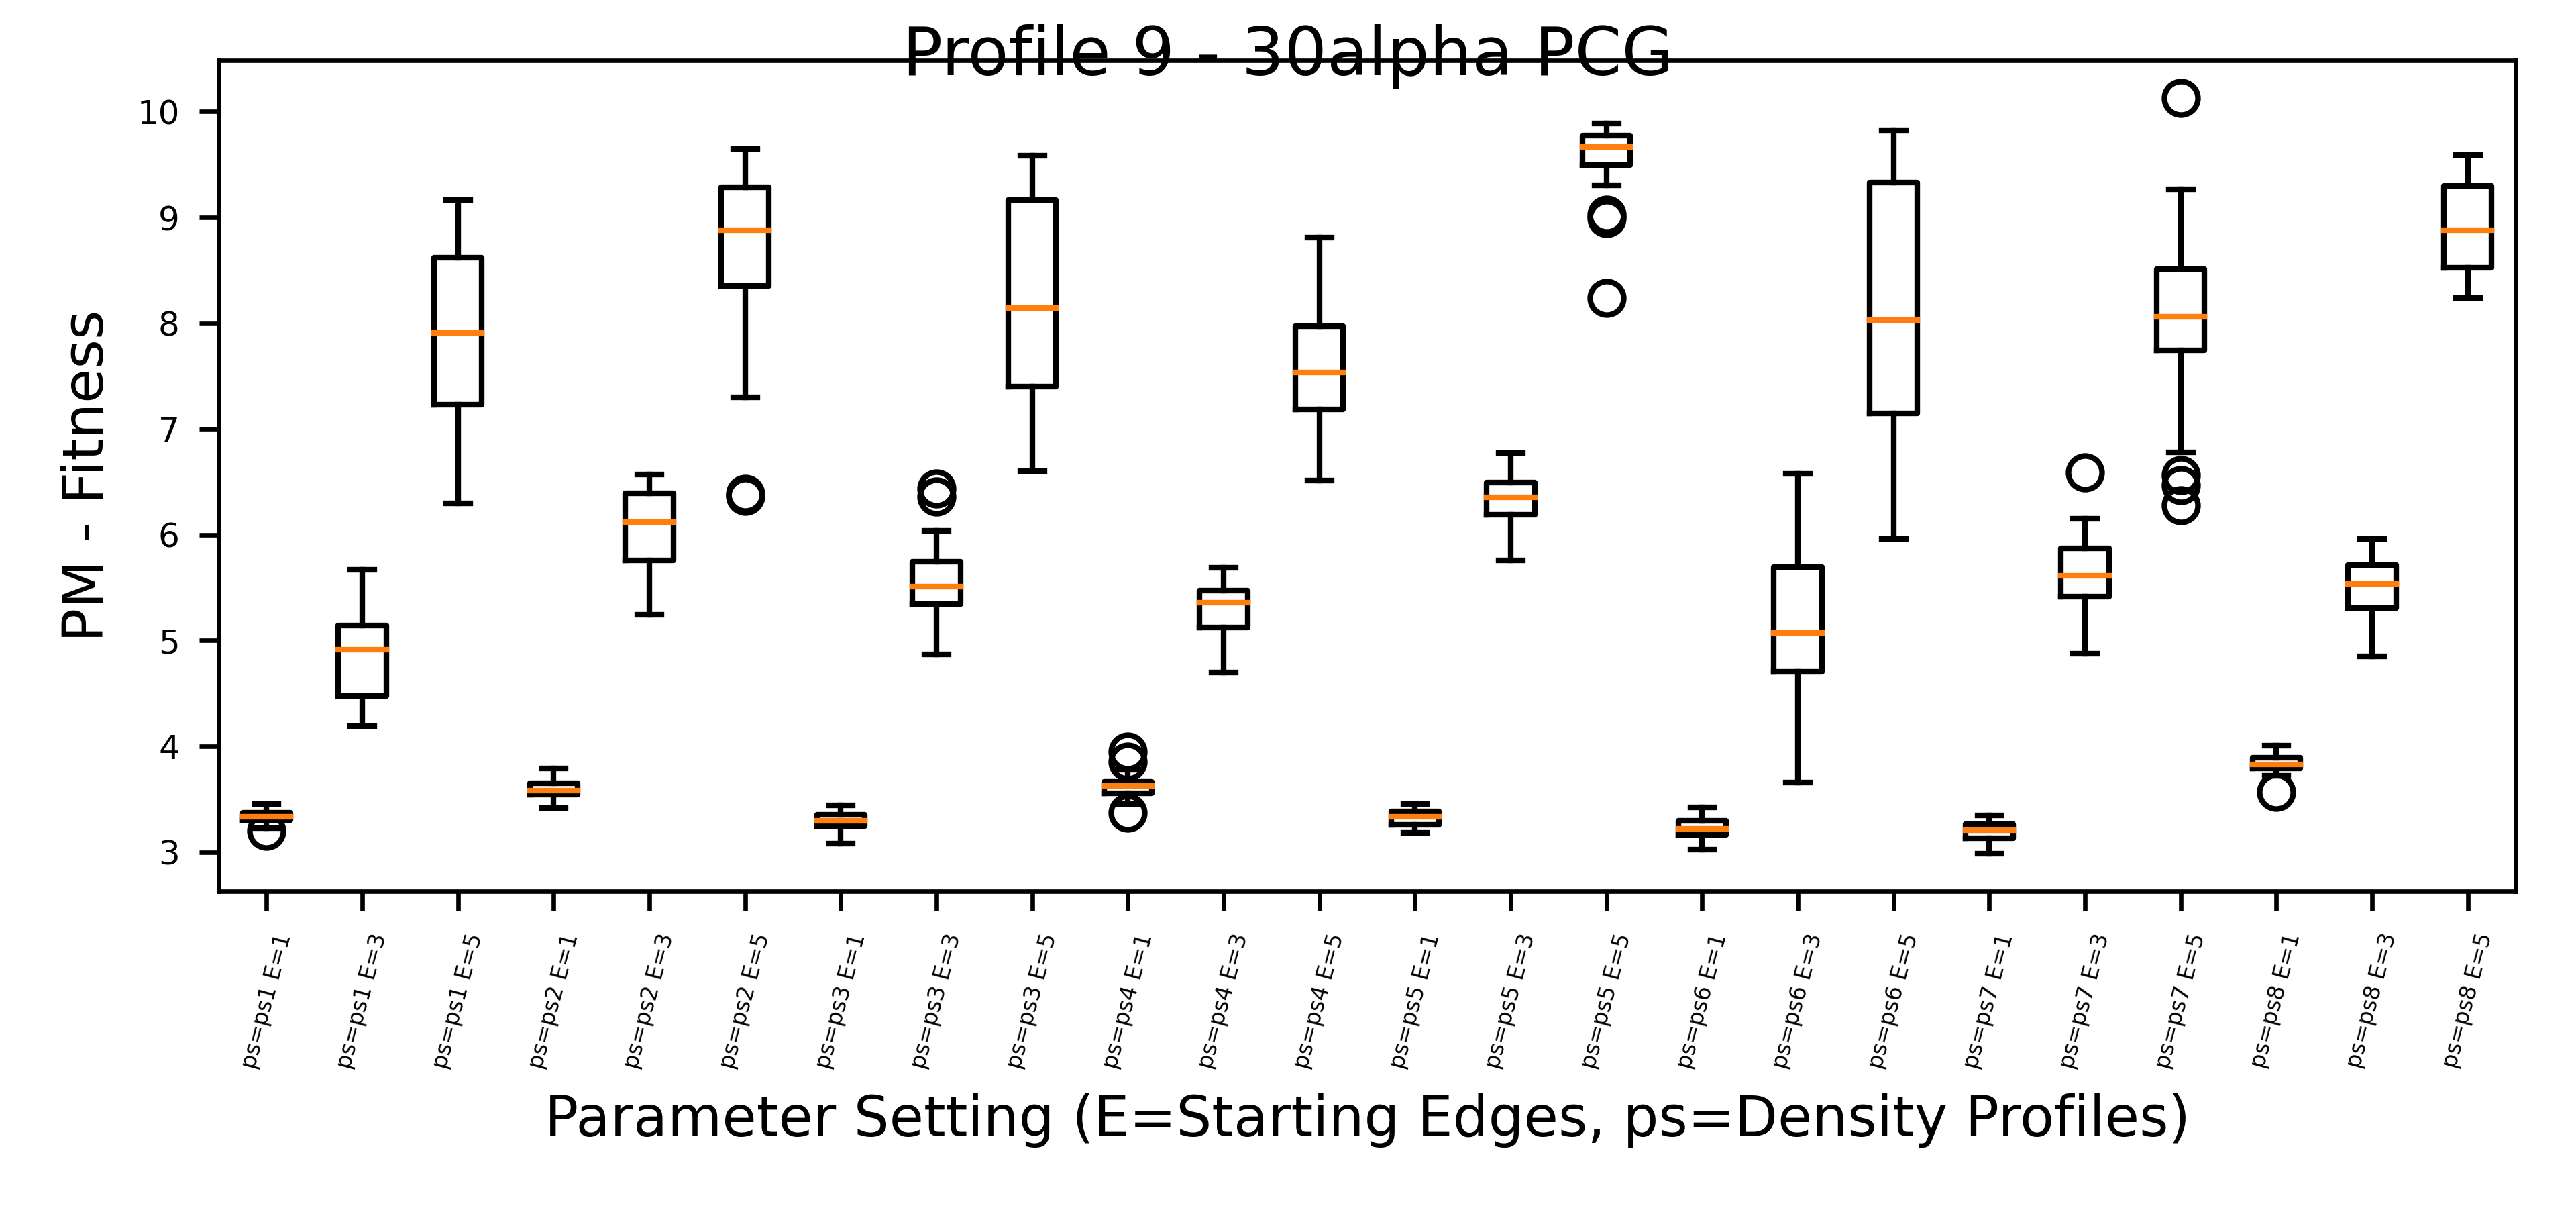 Profile 9 - 30alpha PCG
PM - Fitness
10
9
8
7
6
5
4
3
ps=ps1 E=1
ps=ps1 E=3
ps=ps1 E=5
ps=ps2 E=1
ps=ps2 E=3
ps=ps2 E=5
ps=ps3 E=1
ps=ps3 E=3
ps=ps3 E=5
ps=ps4 E=1
ps=ps4 E=3
ps=ps4 E=5
ps=ps5 E=1
ps=ps5 E=3
ps=ps5 E=5
ps=ps6 E=1
ps=ps6 E=3
ps=ps6 E=5
ps=ps7 E=1
ps=ps7 E=3
ps=ps7 E=5
ps=ps8 E=1
ps=ps8 E=3
ps=ps8 E=5
Parameter Setting (E=Starting Edges, ps=Density Profiles)